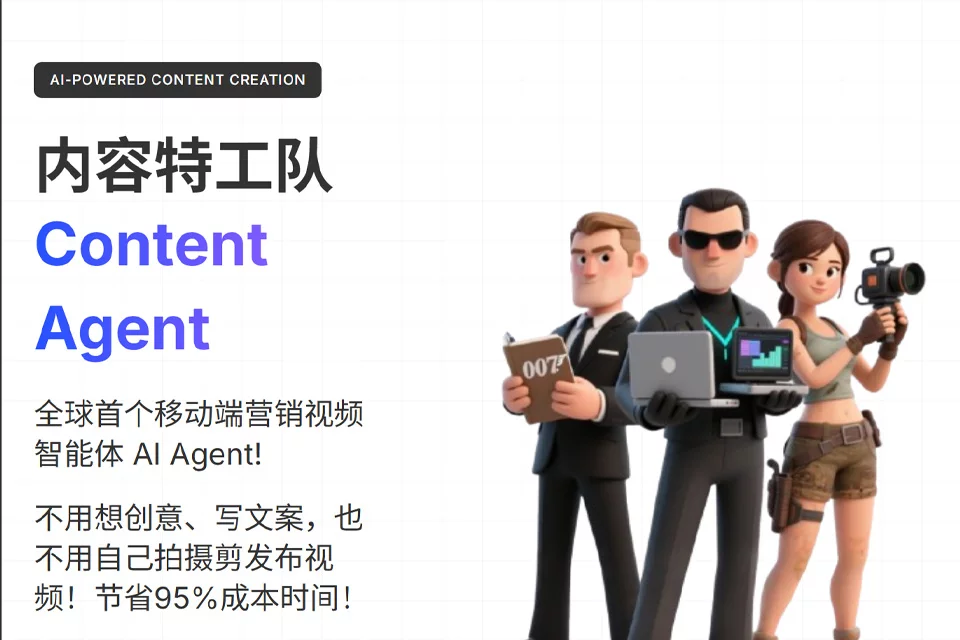 AI-POWERED CONTENT CREATION
内容特工队
Content
Agent
全球首个移动端营销视频
智能体 AI Agent!
不用想创意、写文案，也
不用自己拍摄剪发布视
频！节省95%成本时间！
007